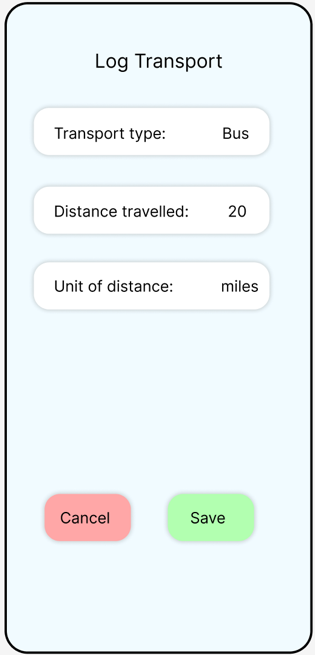 Log Transport
Transport type: Bus
Distance travelled: 20
Unit of distance: miles
Cancel Save